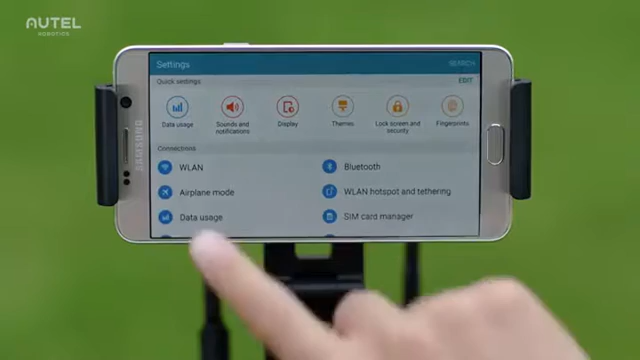 AUTEL
ROBOTICS
Settings
SEARCH
Quick settings
EDIT
Data usage
Sounds and
notifications
Display
Themes
Lock screen and
security
Fingerprints
Connections
WLAN
Bluetooth
Airplane mode
WLAN hotspot and tethering
Data usage
SIM card manager
SAMSUNG